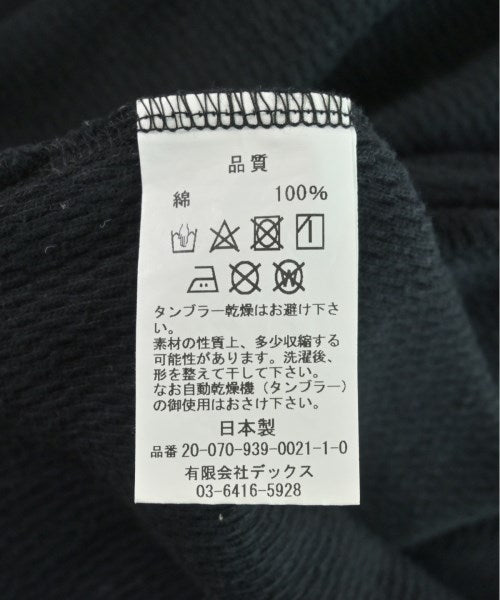 品質
綿 100%
タンブラー乾燥はお避け下さ
い。
素材の性質上、多少収縮する
可能性があります。洗濯後、
形を整えて干して下さい。
なお自動乾燥機（タンブラー）
の御使用はおさけ下さい。
日本製
品番 20-070-939-0021-1-0
有限会社デックス
03-6416-5928